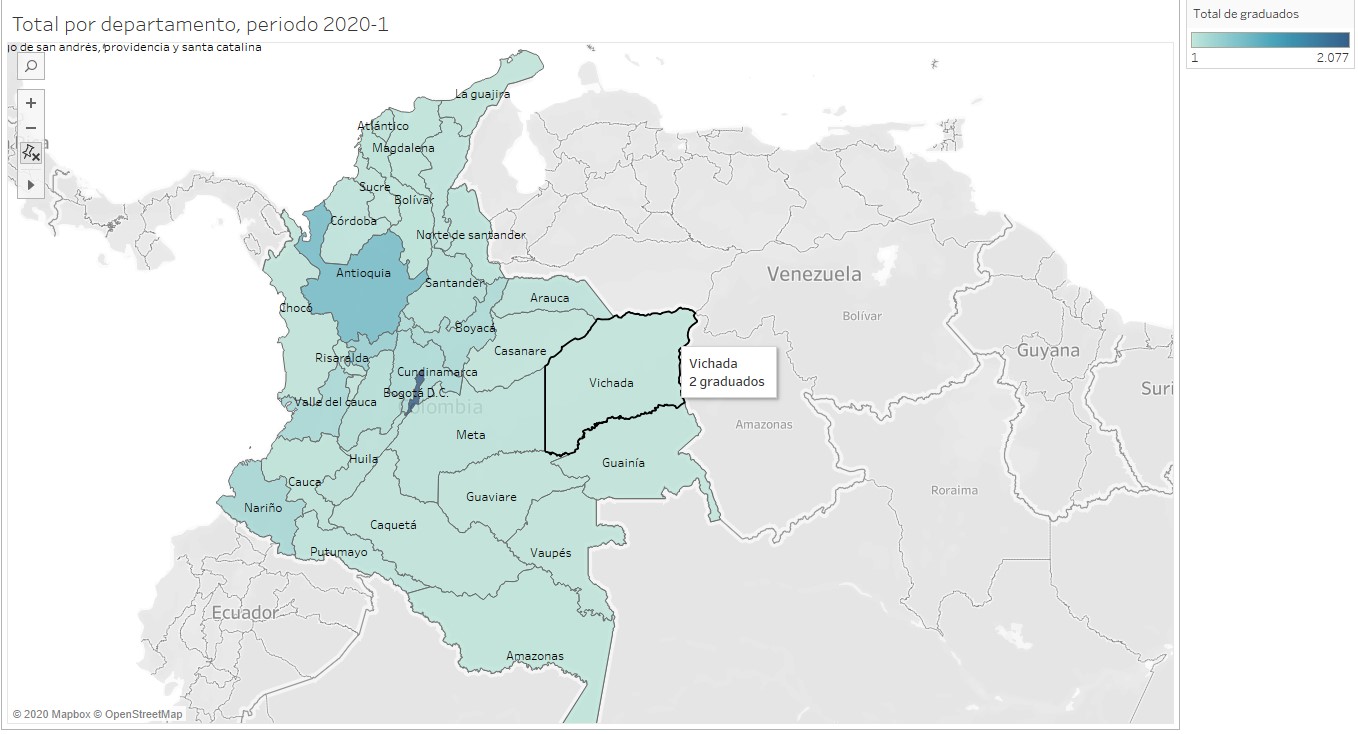 Total por departamento, periodo 2020-1
Total de graduados
1
2.077
jo de san andrés, providencia y santa catalina
La guajira
Atlántico
Magdalena
Sucre
Bolívar
Córdoba
Norte de santander
Antioquia
Santander
Venezuela
Arauca
Chocó
Bolívar
Boyacá
Casanare
Risaralda
Guyana
Vichada
2 graduados
Cundinamarca
Vichada
Suri
Bogotá D.C.
Valle del cauca
Colombia
Amazonas
Meta
Huila
Guainía
Cauca
Guaviare
Roraima
Nariño
Caquetá
Putumayo
Vaupés
Ecuador
Amazonas
© 2020 Mapbox © OpenStreetMap